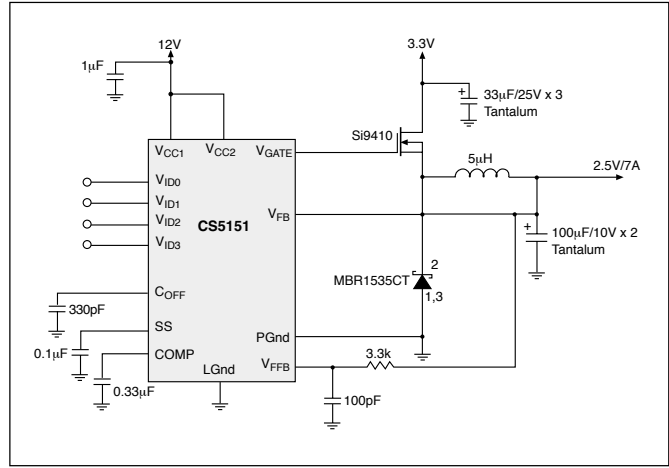 12V
3.3V
1μF
33μF/25V x 3
Tantalum
Si9410
VCC1
VCC2
VGATE
5μH
2.5V/7A
VID0
VID1
VID2
VID3
CS5151
VFB
100μF/10V x 2
Tantalum
2
MBR1535CT
1,3
COFF
330pF
SS
PGnd
0.1μF
COMP
VFFB
3.3k
LGnd
0.33μF
100pF
+
+